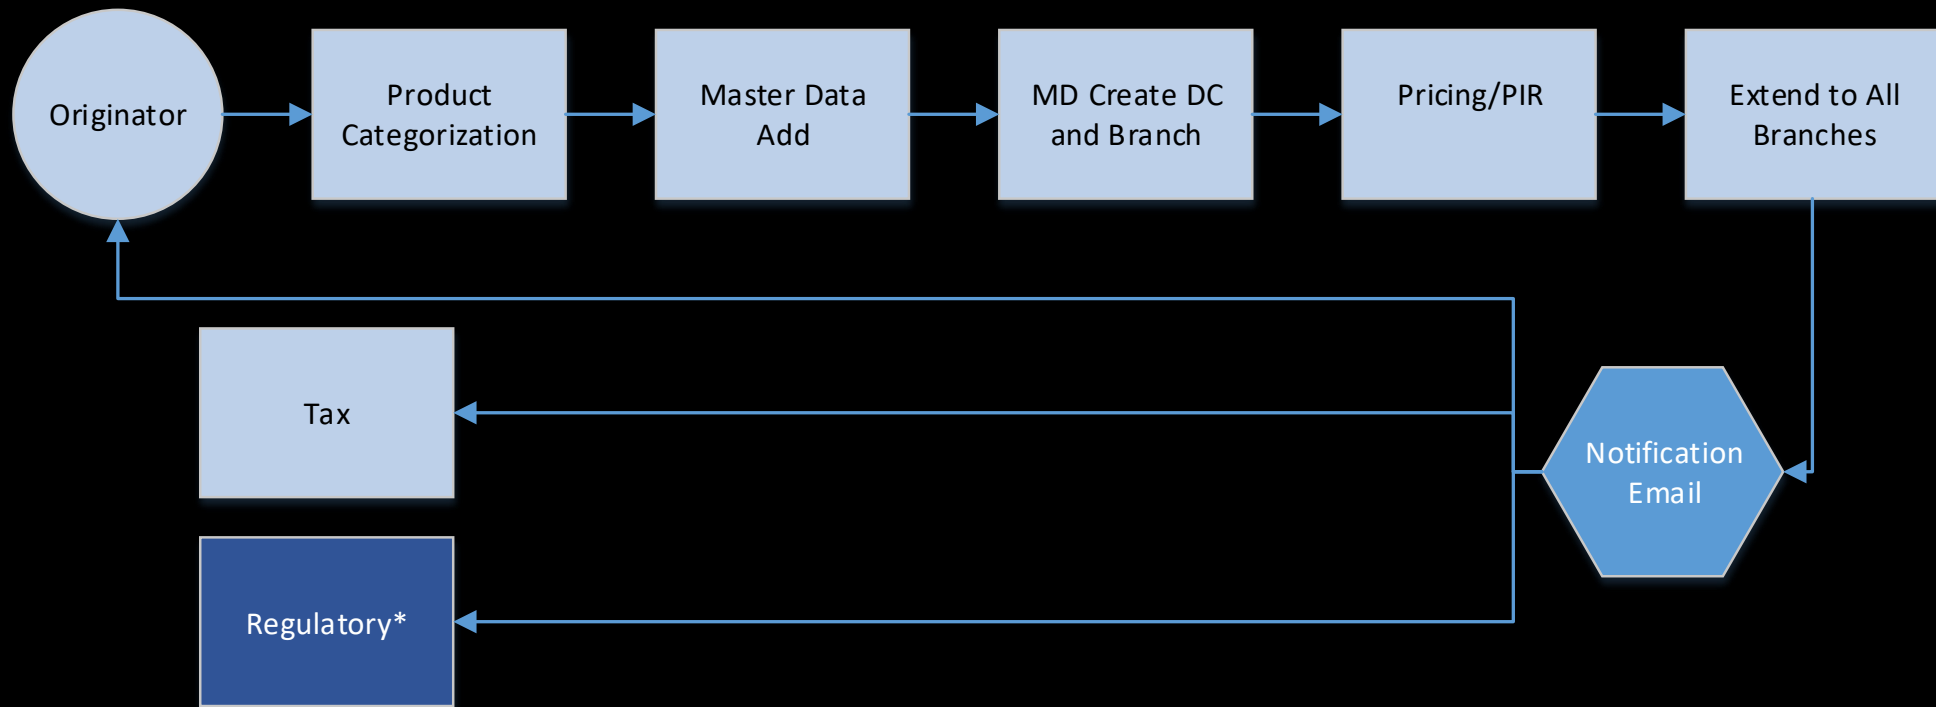 Originator
Product
Categorization
Master Data
Add
MD Create DC
and Branch
Pricing/PIR
Extend to All
Branches
Tax
Notification
Email
Regulatory*